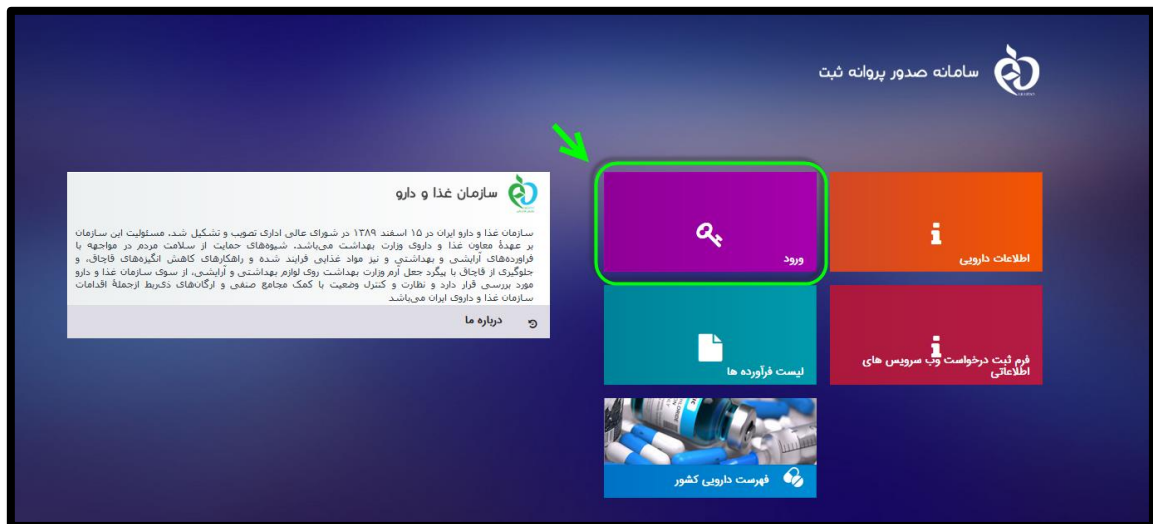 سامانه صدور پروانه ثبت
اطلاعات دارویی
ورود
فرم ثبت درخواست وب سرویس های
اطلاعاتی
لیست فرآورده ها
فهرست دارویی کشور
سازمان غذا و دارو
سازمان غذا و دارو ایران در ۱۵ اسفند ۱۳۸۹ در شورای عالی اداری تصویب و تشکیل شد. مسئولیت این سازمان
بر عهدهٔ معاون غذا و داروی وزارت بهداشت می‌باشد. شیوه‌های حمایت از سلامت مردم در مواجهه با
فراورده‌های آرایشی و بهداشتی و نیز مواد غذایی فرایند شده و راهکارهای کاهش انگیزه‌های قاچاق، و
جلوگیری از قاچاق با پیگرد جعل آرم وزارت بهداشت روی لوازم بهداشتی و آرایشی، از سوی سازمان غذا و دارو
مورد بررسی قرار دارد و نظارت و کنترل وضعیت با کمک مجامع صنفی و ارگان‌های ذی‌ربط ازجملهٔ اقدامات
سازمان غذا و داروی ایران می‌باشد
درباره ما